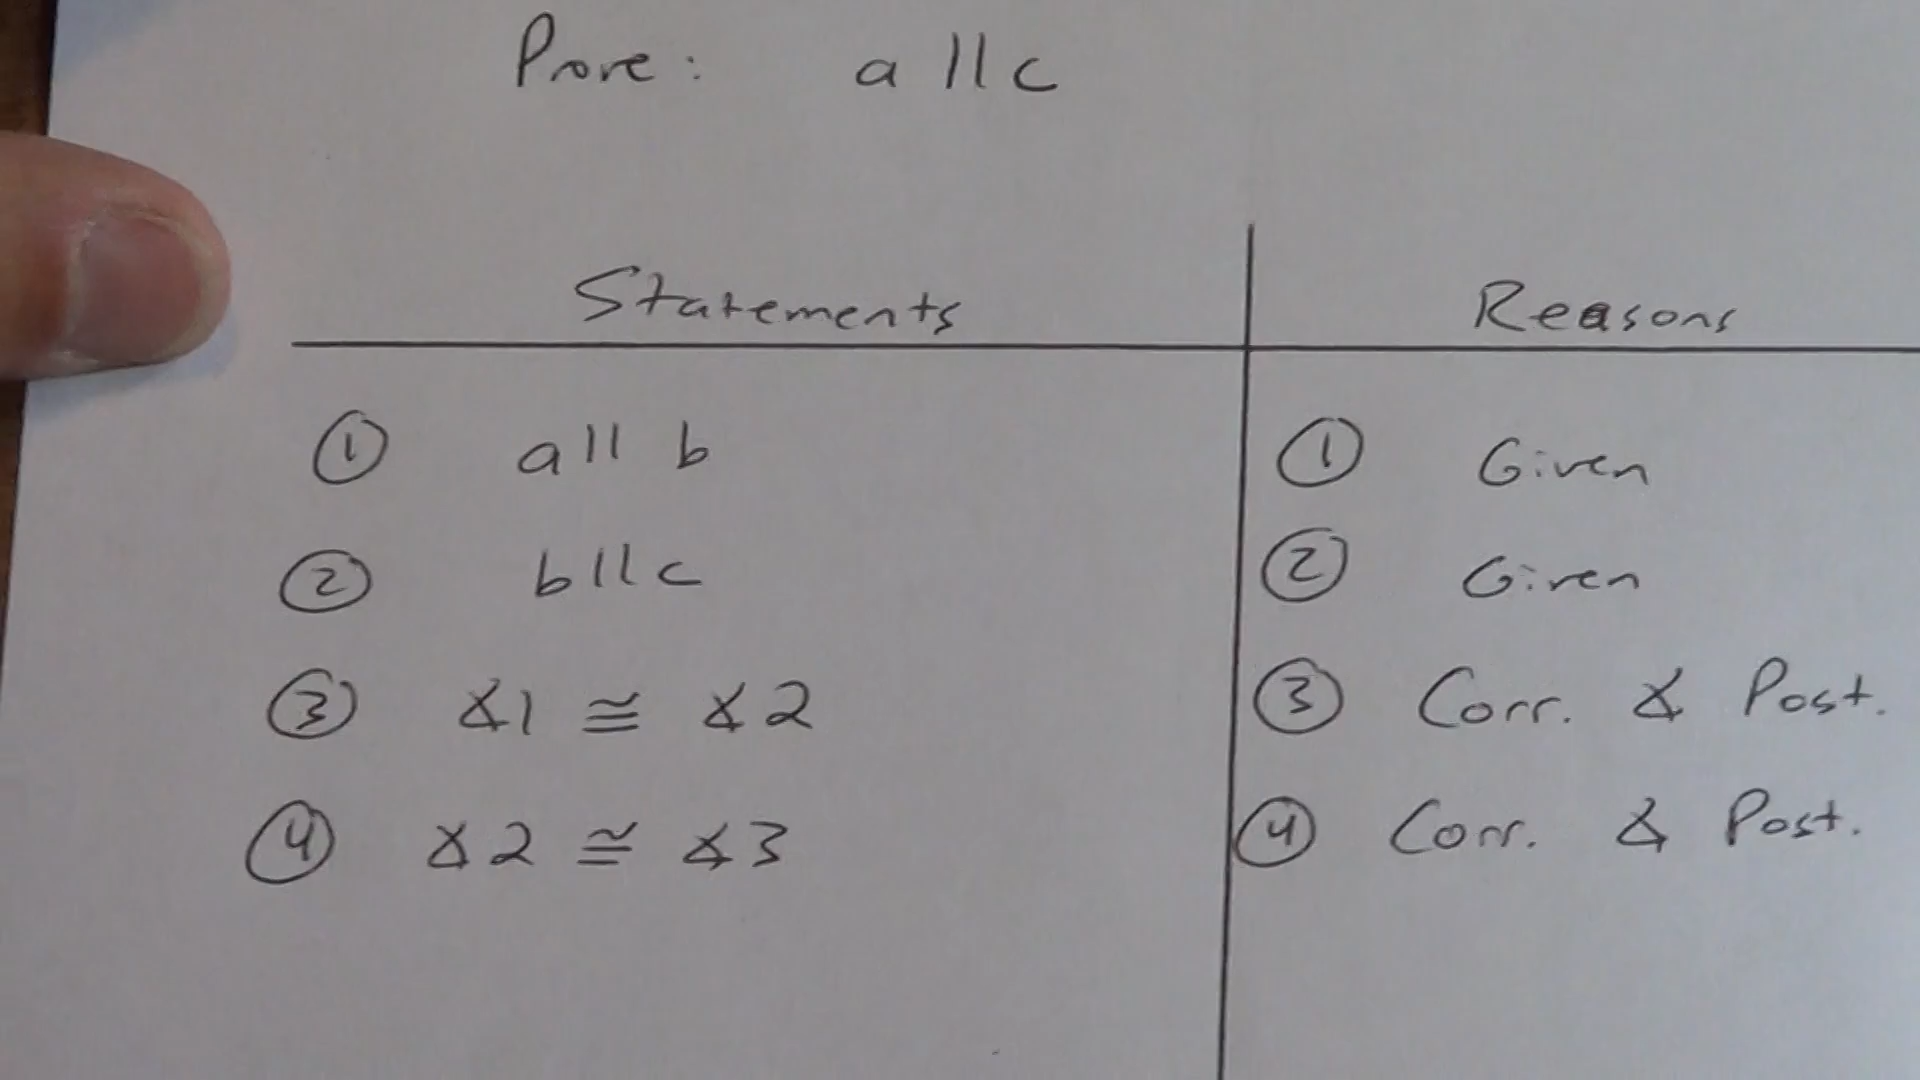 Prove: a || c
Statements Reasons
① a || b ① Given
② b || c ② Given
③ ∡1 ≅ ∡2 ③ Corr. ∡ Post.
④ ∡2 ≅ ∡3 ④ Corr. ∡ Post.